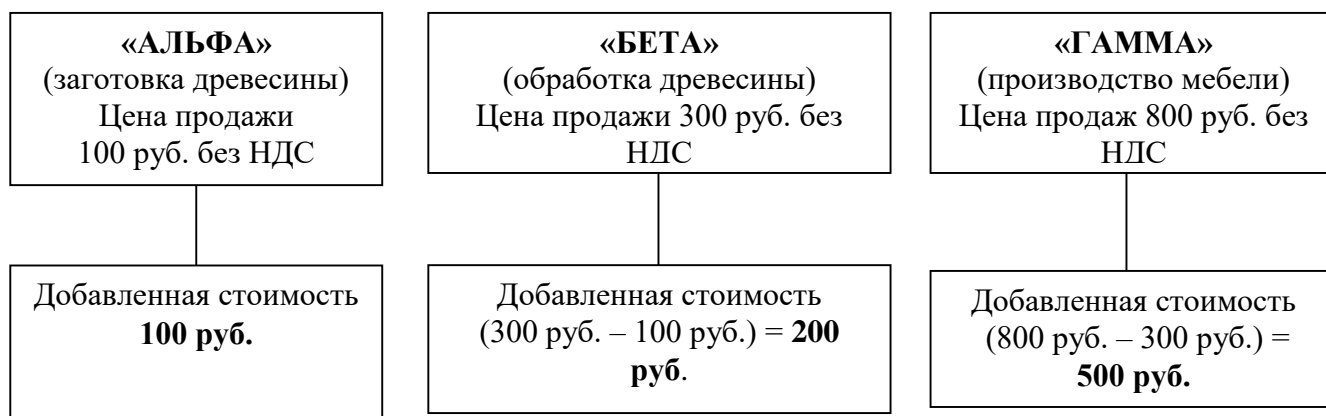 «АЛЬФА»
(заготовка древесины)
Цена продажи
100 руб. без НДС
«БЕТА»
(обработка древесины)
Цена продажи 300 руб. без
НДС
«ГАММА»
(производство мебели)
Цена продаж 800 руб. без
НДС
Добавленная стоимость
100 руб.
Добавленная стоимость
(300 руб. – 100 руб.) = 200
руб.
Добавленная стоимость
(800 руб. – 300 руб.) =
500 руб.